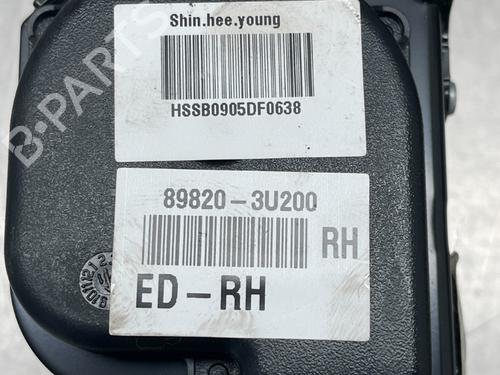 Shin.hee.young
HSSB0905DF0638
89820-3U200
RH
ED-RH
B-PARTS